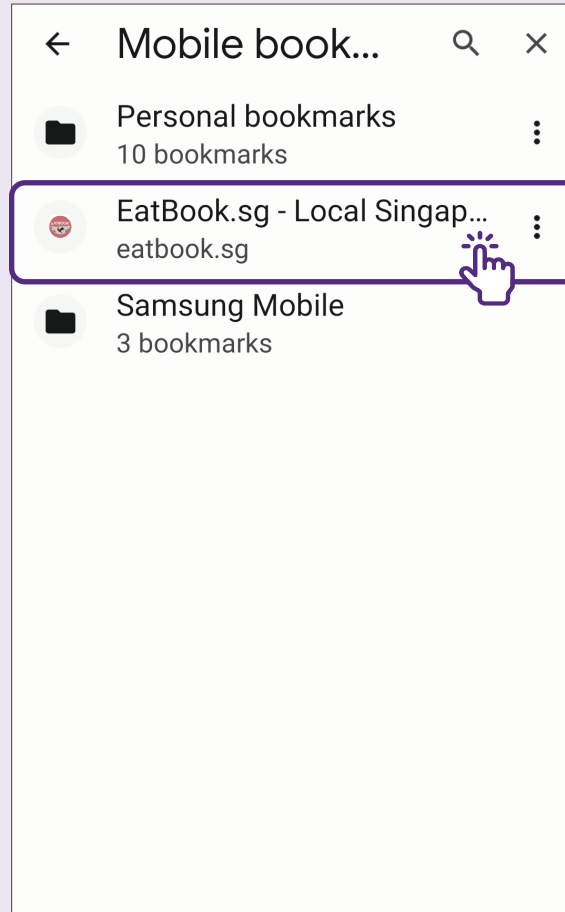 Mobile book...
Personal bookmarks
10 bookmarks
EatBook.sg - Local Singap...
eatbook.sg
Samsung Mobile
3 bookmarks